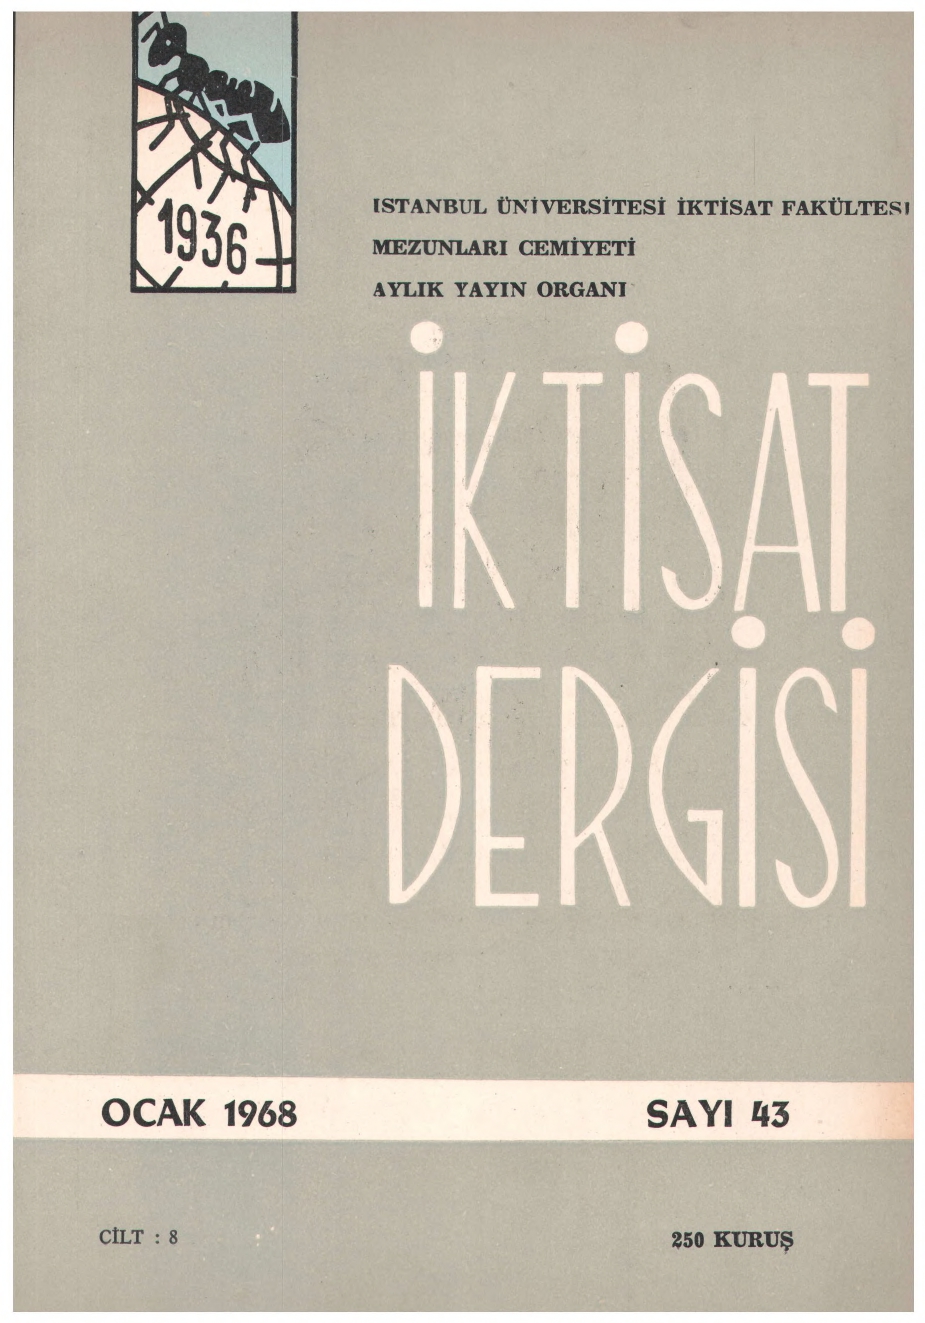 1936
İSTANBUL ÜNİVERSİTESİ İKTİSAT FAKÜLTESİ
MEZUNLARI CEMİYETİ
AYLIK YAYIN ORGANI
İKTİSAT
DERGİSİ
OCAK 1968 SAYI 43
CİLT : 8 250 KURUŞ